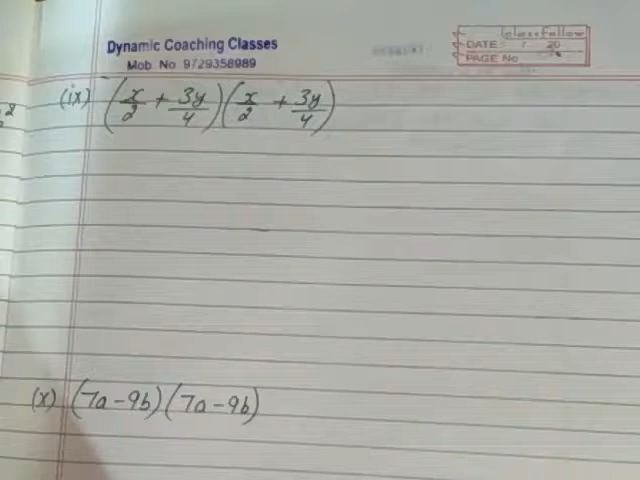 Dynamic Coaching Classes
Mob. No 9729358989
classfellow
DATE: / 20
PAGE No
(ix) (x/2 + 3y/4)(x/2 + 3y/4)
(x) (7a-9b)(7a-9b)